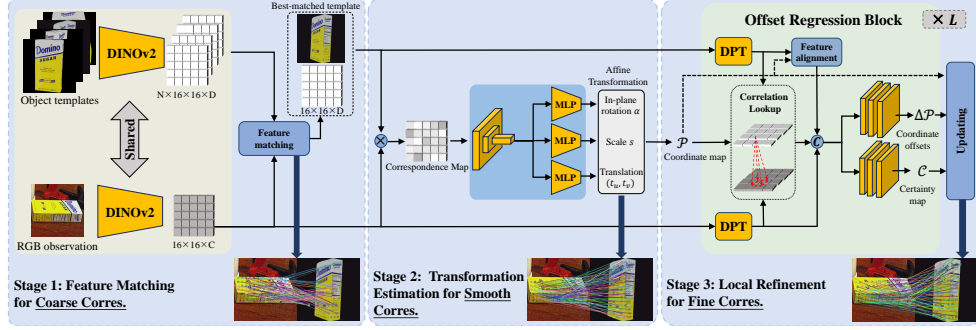 Domino
SUGAR
Object templates
DINOv2
N×16×16×D
Shared
RGB observation
DINOv2
16×16×C
Feature
matching
Best-matched template
16×16×D
Stage 1: Feature Matching
for Coarse Corres.
Correspondence Map
MLP
MLP
MLP
Affine
Transformation
In-plane
rotation α
Scale s
Translation
(t_u, t_v)
Stage 2: Transformation
Estimation for Smooth
Corres.
Offset Regression Block
× L
DPT
Feature
alignment
Correlation
Lookup
𝒫
Coordinate map
C
DPT
Δ𝒫
Coordinate
offsets
𝒞
Certainty
map
Updating
Stage 3: Local Refinement
for Fine Corres.